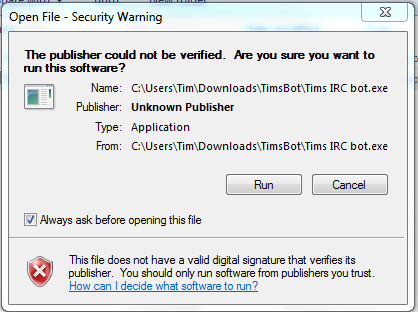 Open File - Security Warning
The publisher could not be verified. Are you sure you want to
run this software?
Name: C:\Users\Tim\Downloads\TimsBot\Tims IRC bot.exe
Publisher: Unknown Publisher
Type: Application
From: C:\Users\Tim\Downloads\TimsBot\Tims IRC bot.exe
Run Cancel
Always ask before opening this file
This file does not have a valid digital signature that verifies its
publisher. You should only run software from publishers you trust.
How can I decide what software to run?